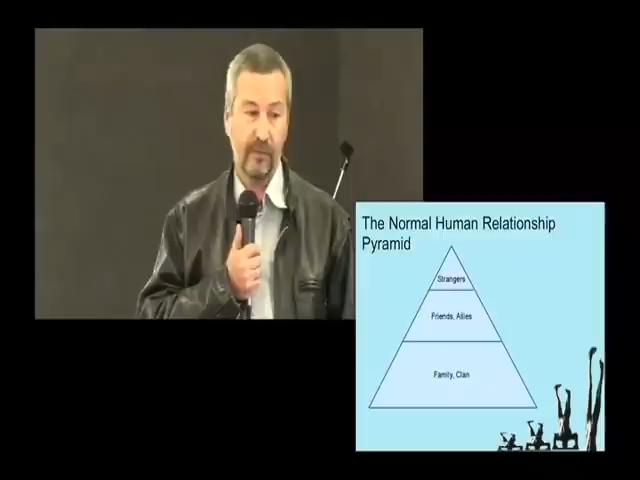 The Normal Human Relationship
Pyramid
Strangers
Friends, Allies
Family, Clan